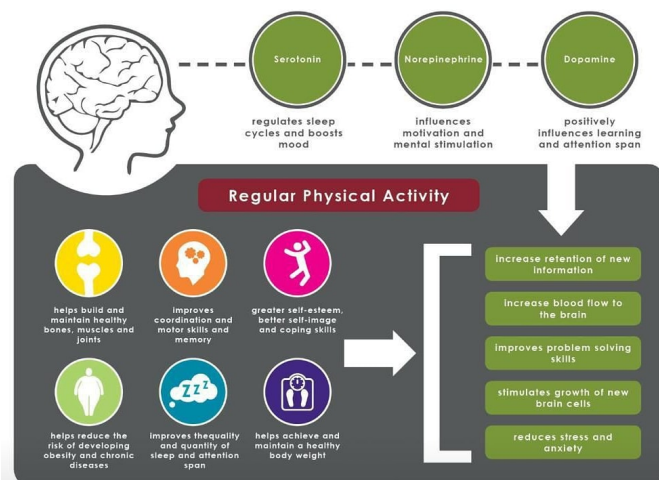 Serotonin
regulates sleep
cycles and boosts
mood
Norepinephrine
influences
motivation and
mental stimulation
Dopamine
positively
influences learning
and attention span
Regular Physical Activity
helps build and
maintain healthy
bones, muscles and
joints
improves
coordination and
motor skills and
memory
greater self-esteem,
better self-image
and coping skills
helps reduce the
risk of developing
obesity and chronic
diseases
ZZZ
improves thequality
and quantity of
sleep and attention
span
helps achieve and
maintain a healthy
body weight
increase retention of new
information
increase blood flow to
the brain
improves problem solving
skills
stimulates growth of new
brain cells
reduces stress and
anxiety